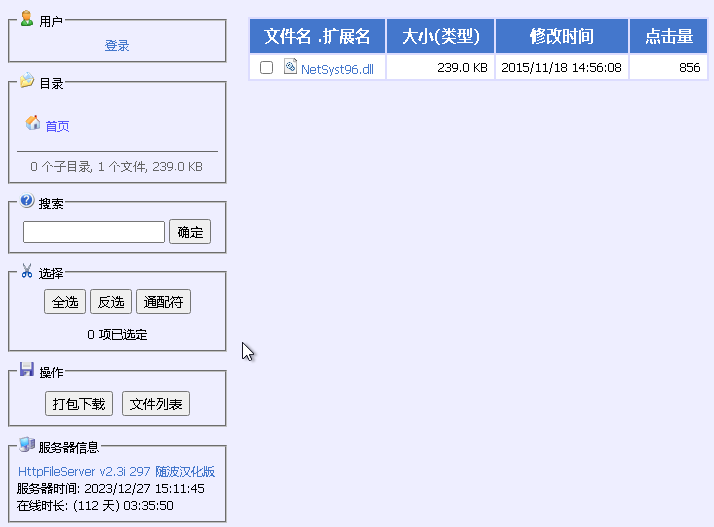 用户
登录
目录
首页
0 个子目录, 1 个文件, 239.0 KB
搜索
确定
选择
全选 反选 通配符
0 项已选定
操作
打包下载 文件列表
服务器信息
HttpFileServer v2.3i 297 随波汉化版
服务器时间: 2023/12/27 15:11:45
在线时长: (112 天) 03:35:50
文件名 .扩展名 大小(类型) 修改时间 点击量
NetSyst96.dll 239.0 KB 2015/11/18 14:56:08 856